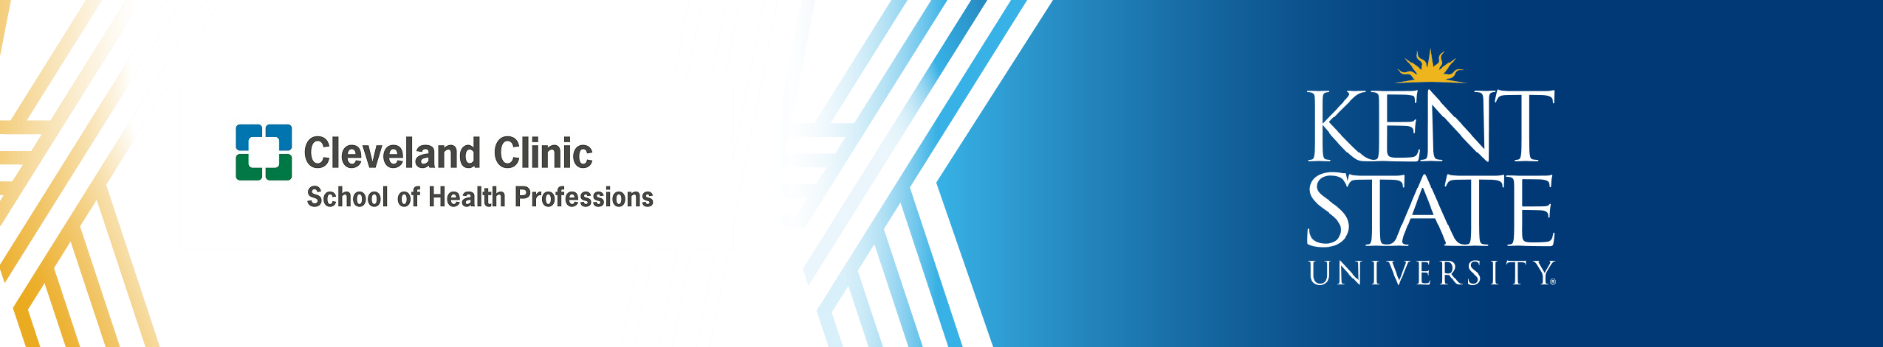 Cleveland Clinic
School of Health Professions
KENT
STATE
UNIVERSITY®